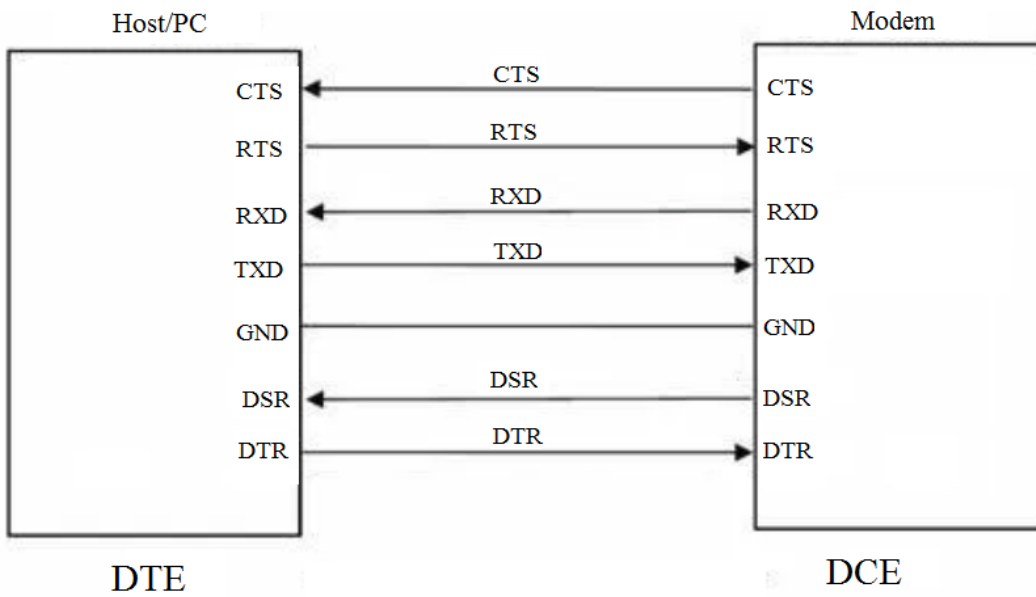 Host/PC
Modem
CTS CTS CTS
RTS RTS RTS
RXD RXD RXD
TXD TXD TXD
GND GND
DSR DSR DSR
DTR DTR DTR
DTE
DCE